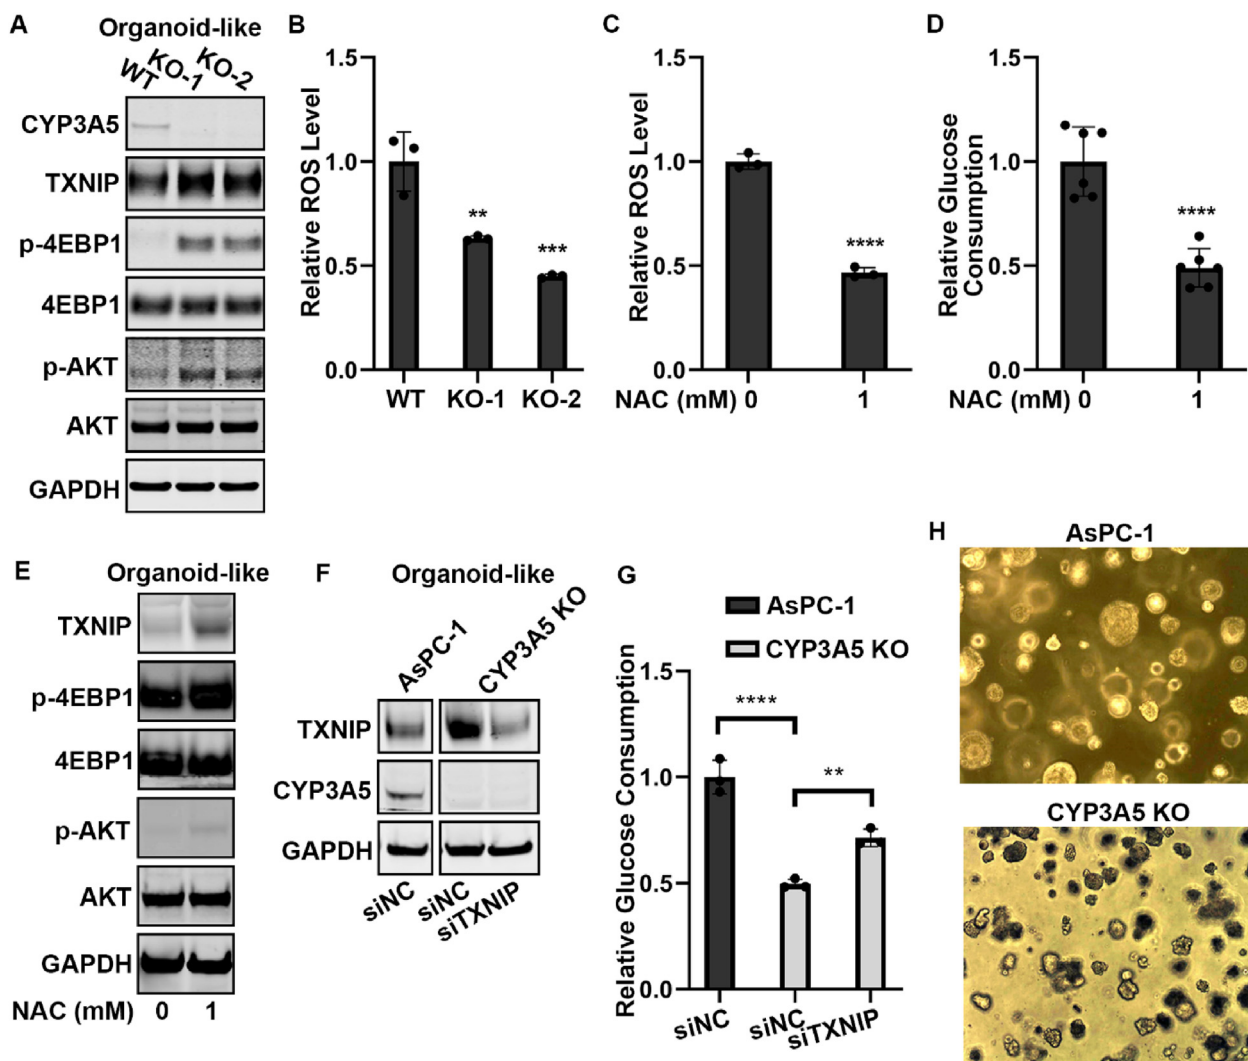 A
Organoid-like
WT KO-1 KO-2
CYP3A5
TXNIP
p-4EBP1
4EBP1
p-AKT
AKT
GAPDH
B
Relative ROS Level
1.5
1.0
0.5
0.0
**
***
WT KO-1 KO-2
C
Relative ROS Level
1.5
1.0
0.5
0.0
****
NAC (mM) 0 1
D
Relative Glucose
Consumption
1.5
1.0
0.5
0.0
****
NAC (mM) 0 1
E
Organoid-like
TXNIP
p-4EBP1
4EBP1
p-AKT
AKT
GAPDH
NAC (mM) 0 1
F
Organoid-like
AsPC-1 CYP3A5 KO
TXNIP
CYP3A5
GAPDH
siNC siNC siTXNIP
G
AsPC-1
CYP3A5 KO
Relative Glucose Consumption
1.5
1.0
0.5
0.0
****
**
siNC siNC siTXNIP
H
AsPC-1
CYP3A5 KO